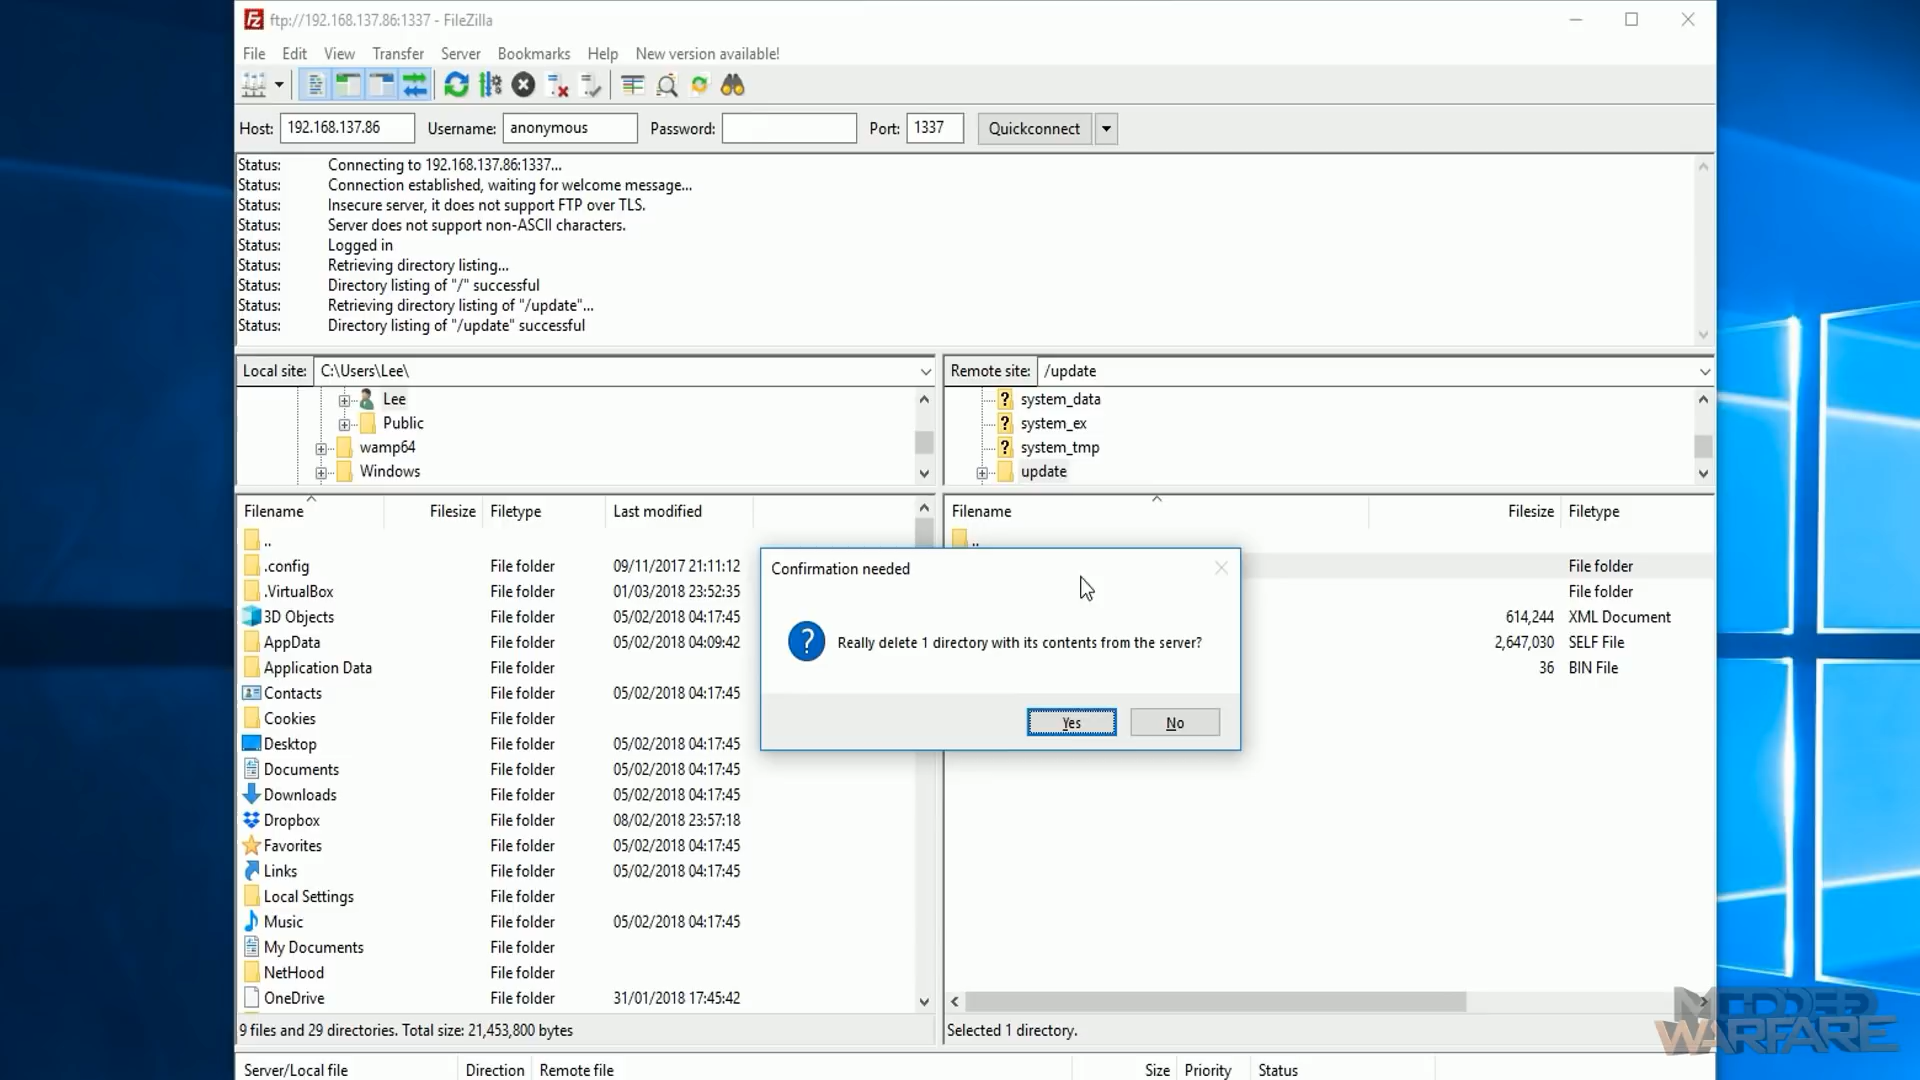 ftp://192.168.137.86:1337 - FileZilla
File Edit View Transfer Server Bookmarks Help New version available!
Host: 192.168.137.86 Username: anonymous Password: Port: 1337 Quickconnect
Status: Connecting to 192.168.137.86:1337...
Status: Connection established, waiting for welcome message...
Status: Insecure server, it does not support FTP over TLS.
Status: Server does not support non-ASCII characters.
Status: Logged in
Status: Retrieving directory listing...
Status: Directory listing of "/" successful
Status: Retrieving directory listing of "/update"...
Status: Directory listing of "/update" successful
Local site: C:\Users\Lee\
Lee
Public
wamp64
Windows
Remote site: /update
system_data
system_ex
system_tmp
update
Filename Filesize Filetype Last modified
..
.config File folder 09/11/2017 21:11:12
.VirtualBox File folder 01/03/2018 23:52:35
3D Objects File folder 05/02/2018 04:17:45
AppData File folder 05/02/2018 04:09:42
Application Data File folder
Contacts File folder 05/02/2018 04:17:45
Cookies File folder
Desktop File folder 05/02/2018 04:17:45
Documents File folder 05/02/2018 04:17:45
Downloads File folder 05/02/2018 04:17:45
Dropbox File folder 08/02/2018 23:57:18
Favorites File folder 05/02/2018 04:17:45
Links File folder 05/02/2018 04:17:45
Local Settings File folder
Music File folder 05/02/2018 04:17:45
My Documents File folder
NetHood File folder
OneDrive File folder 31/01/2018 17:45:42
9 files and 29 directories. Total size: 21,453,800 bytes
Filename Filesize Filetype
..
File folder
File folder
614,244 XML Document
2,647,030 SELF File
36 BIN File
Selected 1 directory.
Confirmation needed
Really delete 1 directory with its contents from the server?
Yes No
Server/Local file Direction Remote file Size Priority Status
MODDED
WARFARE